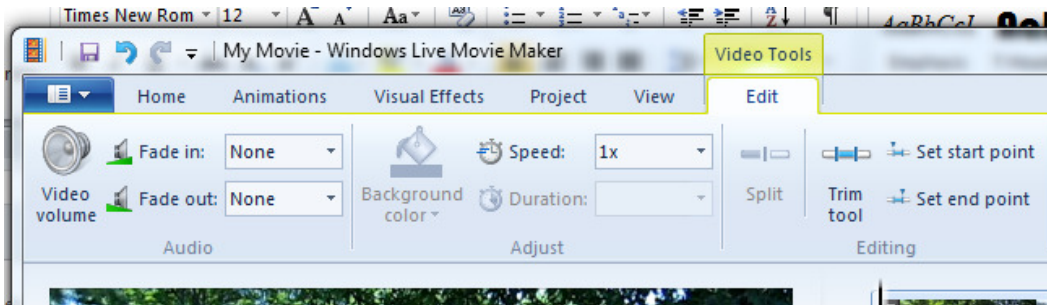 Times New Rom 12 A A Aa
AaBbCcI
My Movie - Windows Live Movie Maker Video Tools
Home Animations Visual Effects Project View Edit
Fade in: None Speed: 1x Set start point
Video volume Fade out: None Background color Duration: Split Trim tool Set end point
Audio Adjust Editing